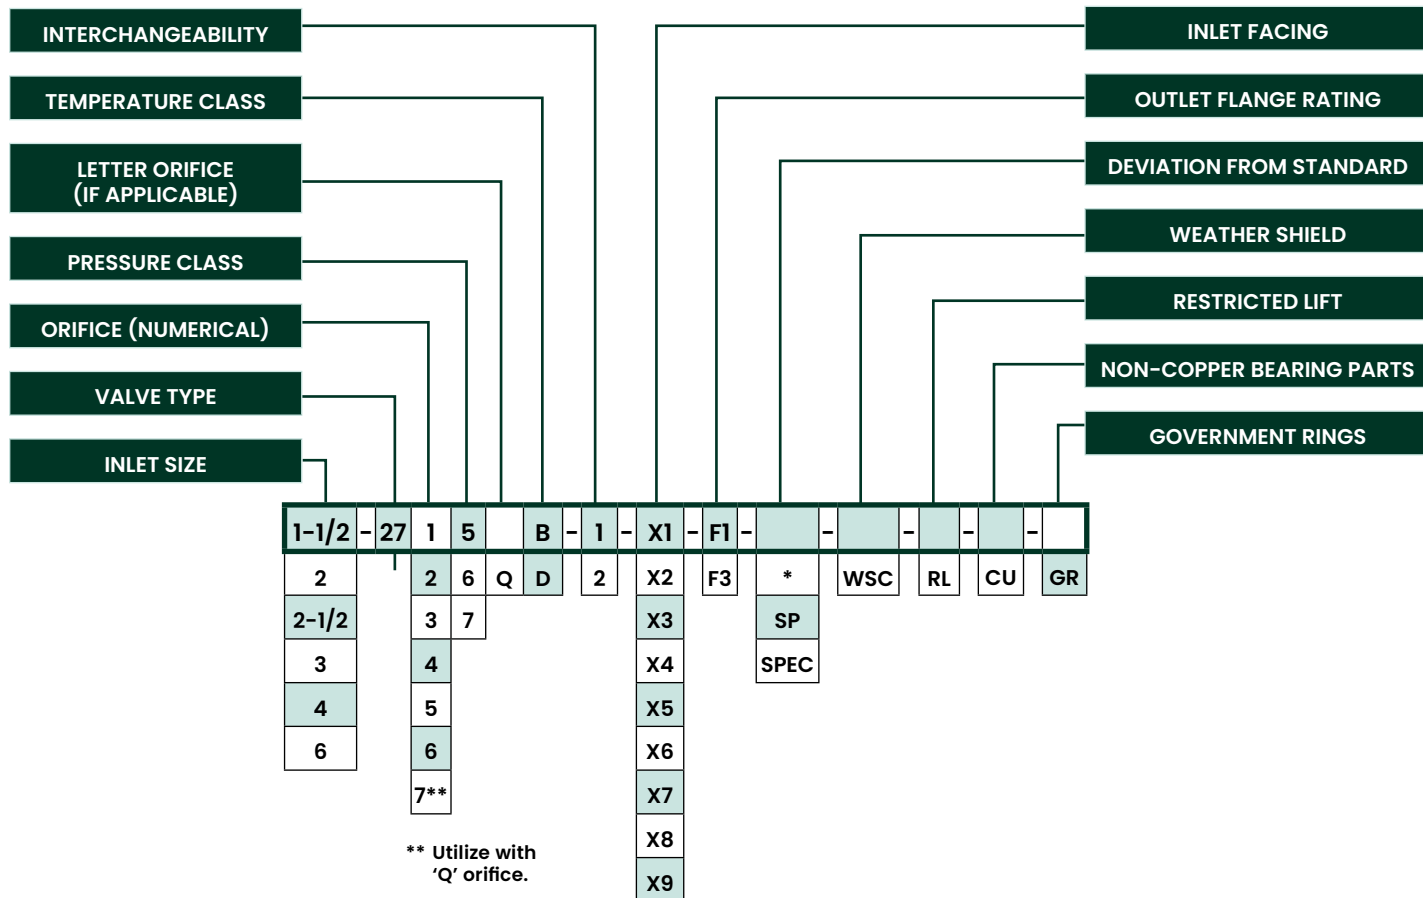 INTERCHANGEABILITY
TEMPERATURE CLASS
LETTER ORIFICE
(IF APPLICABLE)
PRESSURE CLASS
ORIFICE (NUMERICAL)
VALVE TYPE
INLET SIZE
INLET FACING
OUTLET FLANGE RATING
DEVIATION FROM STANDARD
WEATHER SHIELD
RESTRICTED LIFT
NON-COPPER BEARING PARTS
GOVERNMENT RINGS
1-1/2 - 27 1 5 B - 1 - X1 - F1 - - - - -
2 2 6 Q D 2 X2 F3 * WSC RL CU GR
2-1/2 3 7 X3 SP
3 4 X4 SPEC
4 5 X5
6 6 X6
7** X7
X8
** Utilize with
'Q' orifice.
X9